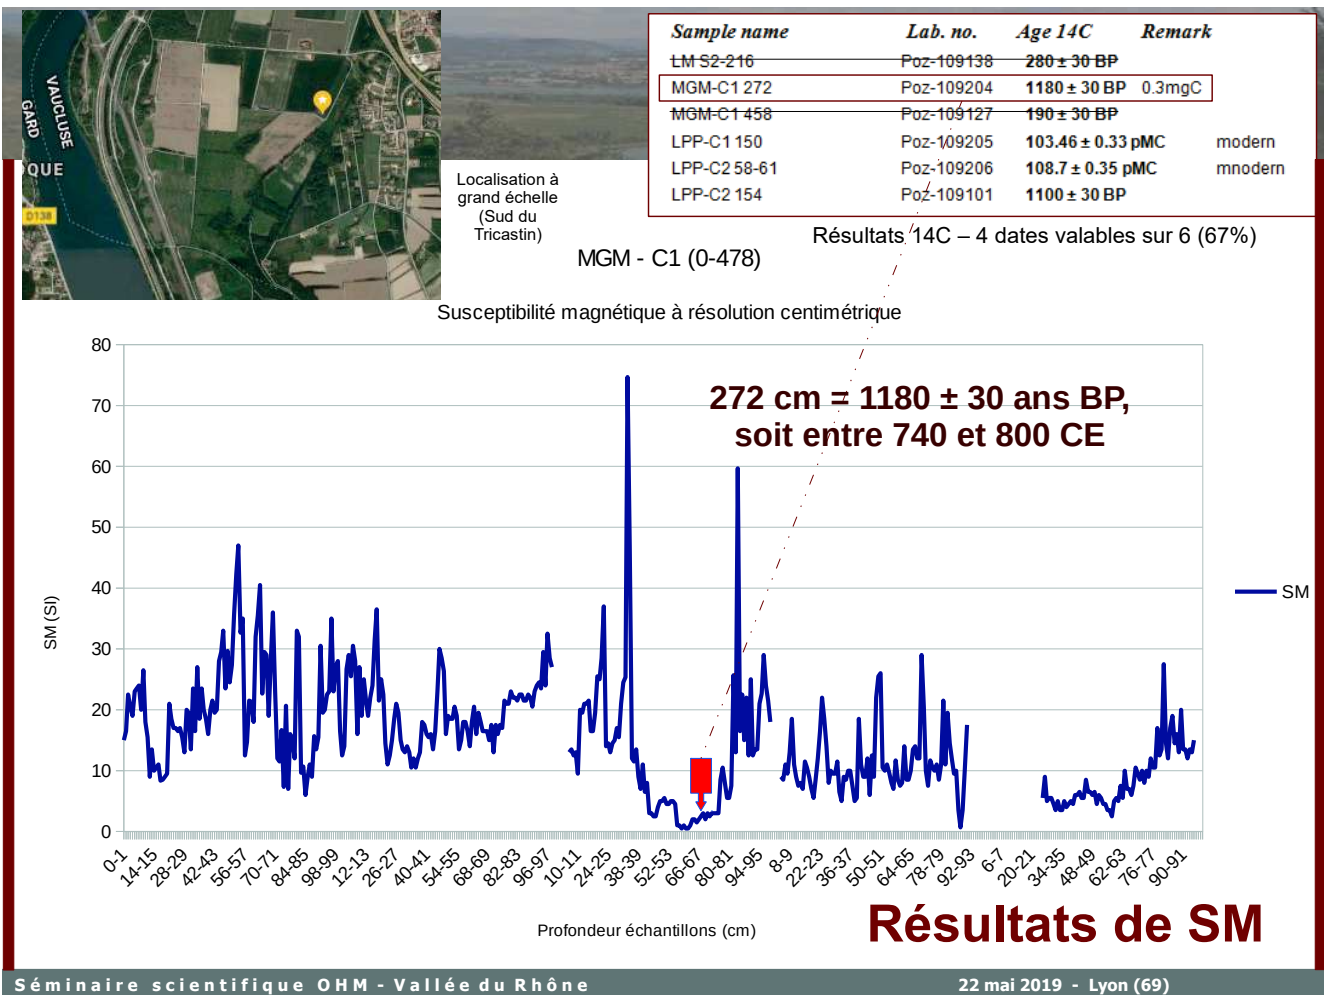 VAUCLUSE
GARD
QUE
D138
Sample name Lab. no. Age 14C Remark
LM S2-216 Poz-109138 280 ± 30 BP
MGM-C1 272 Poz-109204 1180 ± 30 BP 0.3mgC
MGM-C1 458 Poz-109127 190 ± 30 BP
LPP-C1 150 Poz-109205 103.46 ± 0.33 pMC modern
LPP-C2 58-61 Poz-109206 108.7 ± 0.35 pMC mnodern
LPP-C2 154 Poz-109101 1100 ± 30 BP
Localisation à
grand échelle
(Sud du
Tricastin)
Résultats 14C – 4 dates valables sur 6 (67%)
MGM - C1 (0-478)
Susceptibilité magnétique à résolution centimétrique
272 cm = 1180 ± 30 ans BP,
soit entre 740 et 800 CE
80
70
60
50
40
30
20
10
0
SM (SI)
SM
0-1 14-15 28-29 42-43 56-57 70-71 84-85 98-99 12-13 26-27 40-41 54-55 68-69 82-83 96-97 10-11 24-25 38-39 52-53 66-67 80-81 94-95 8-9 22-23 36-37 50-51 64-65 78-79 92-93 6-7 20-21 34-35 48-49 62-63 76-77 90-91
Profondeur échantillons (cm)
Résultats de SM
Séminaire scientifique OHM - Vallée du Rhône 22 mai 2019 - Lyon (69)